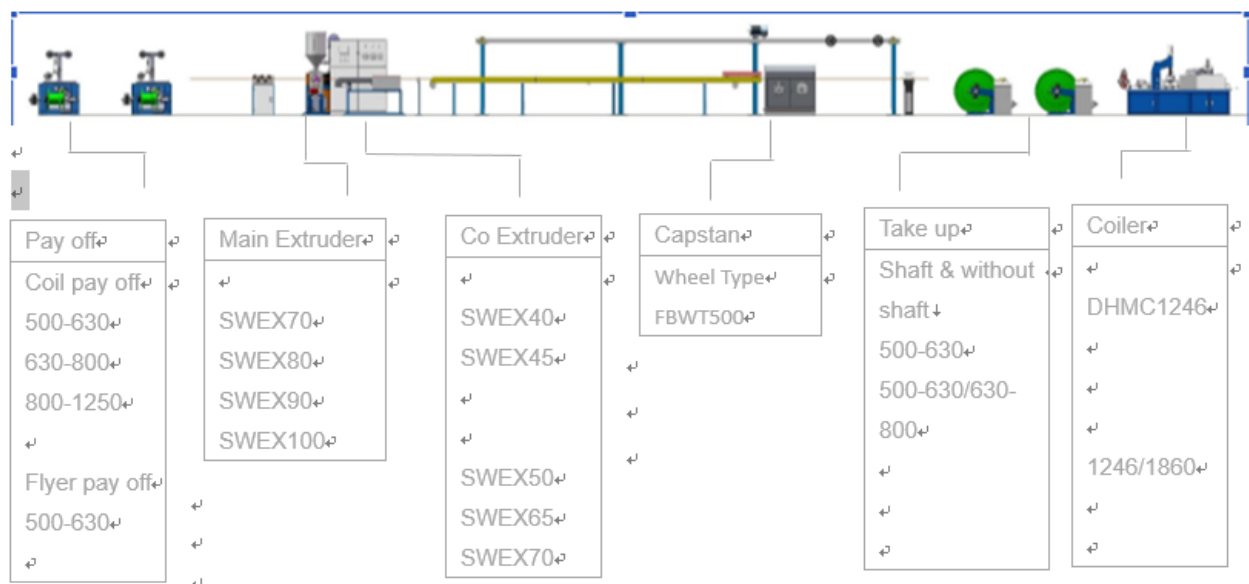 Pay off
Coil pay off
500-630
630-800
800-1250
Flyer pay off
500-630
Main Extruder
SWEX70
SWEX80
SWEX90
SWEX100
Co Extruder
SWEX40
SWEX45
SWEX50
SWEX65
SWEX70
Capstan
Wheel Type
FBWT500
Take up
Shaft & without
shaft
500-630
500-630/630-
800
Coiler
DHMC1246
1246/1860